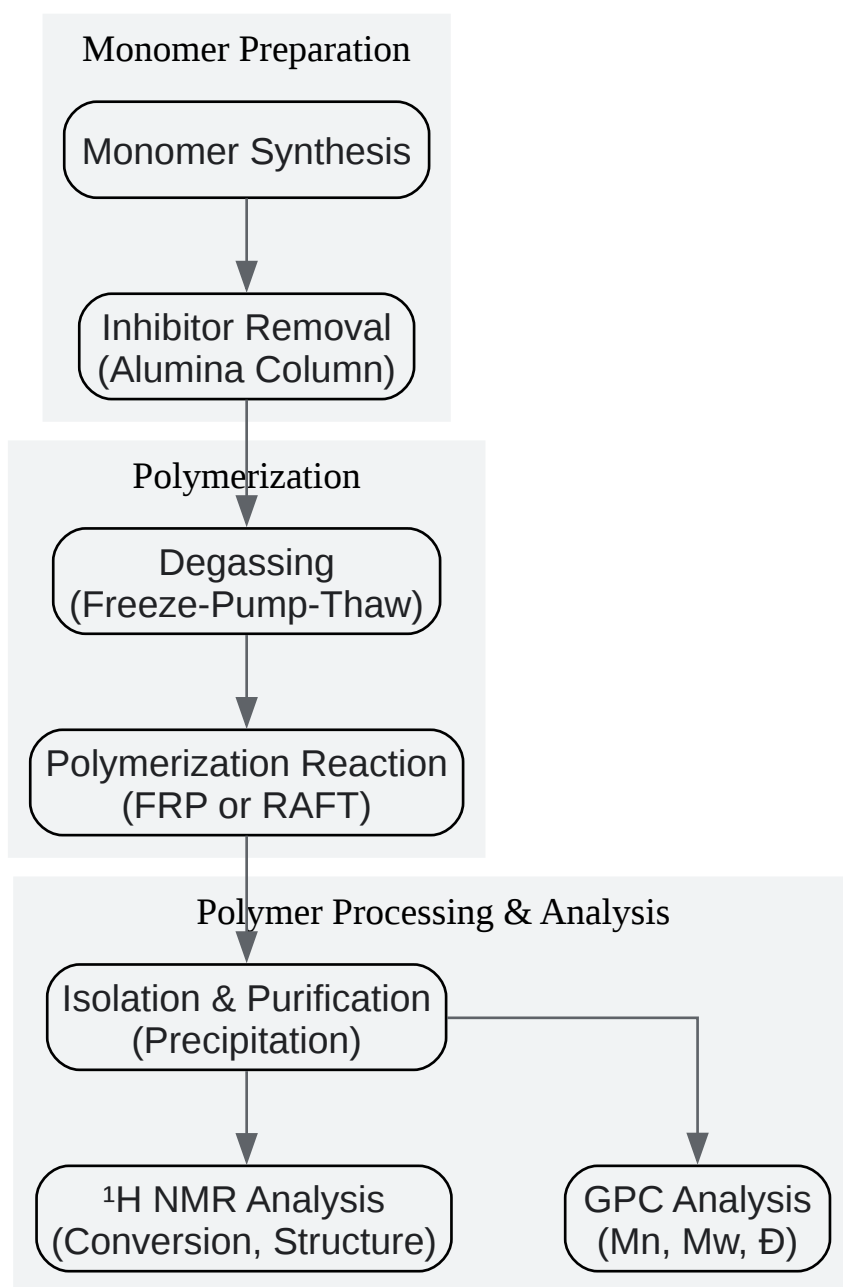 Monomer Preparation
Monomer Synthesis
Inhibitor Removal
(Alumina Column)
Polymerization
Degassing
(Freeze-Pump-Thaw)
Polymerization Reaction
(FRP or RAFT)
Polymer Processing & Analysis
Isolation & Purification
(Precipitation)
¹H NMR Analysis
(Conversion, Structure)
GPC Analysis
(Mn, Mw, Đ)